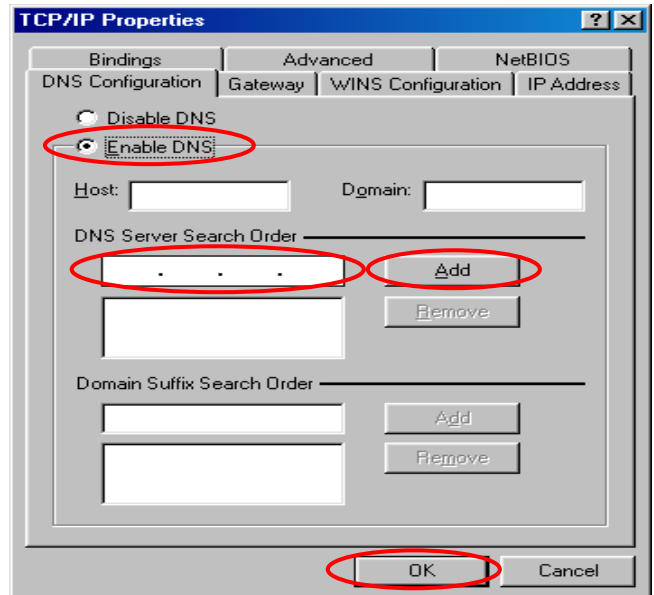 TCP/IP Properties
Bindings Advanced NetBIOS
DNS Configuration Gateway WINS Configuration IP Address
Disable DNS
Enable DNS
Host: Domain:
DNS Server Search Order
. . . Add
Remove
Domain Suffix Search Order
Add
Remove
OK Cancel